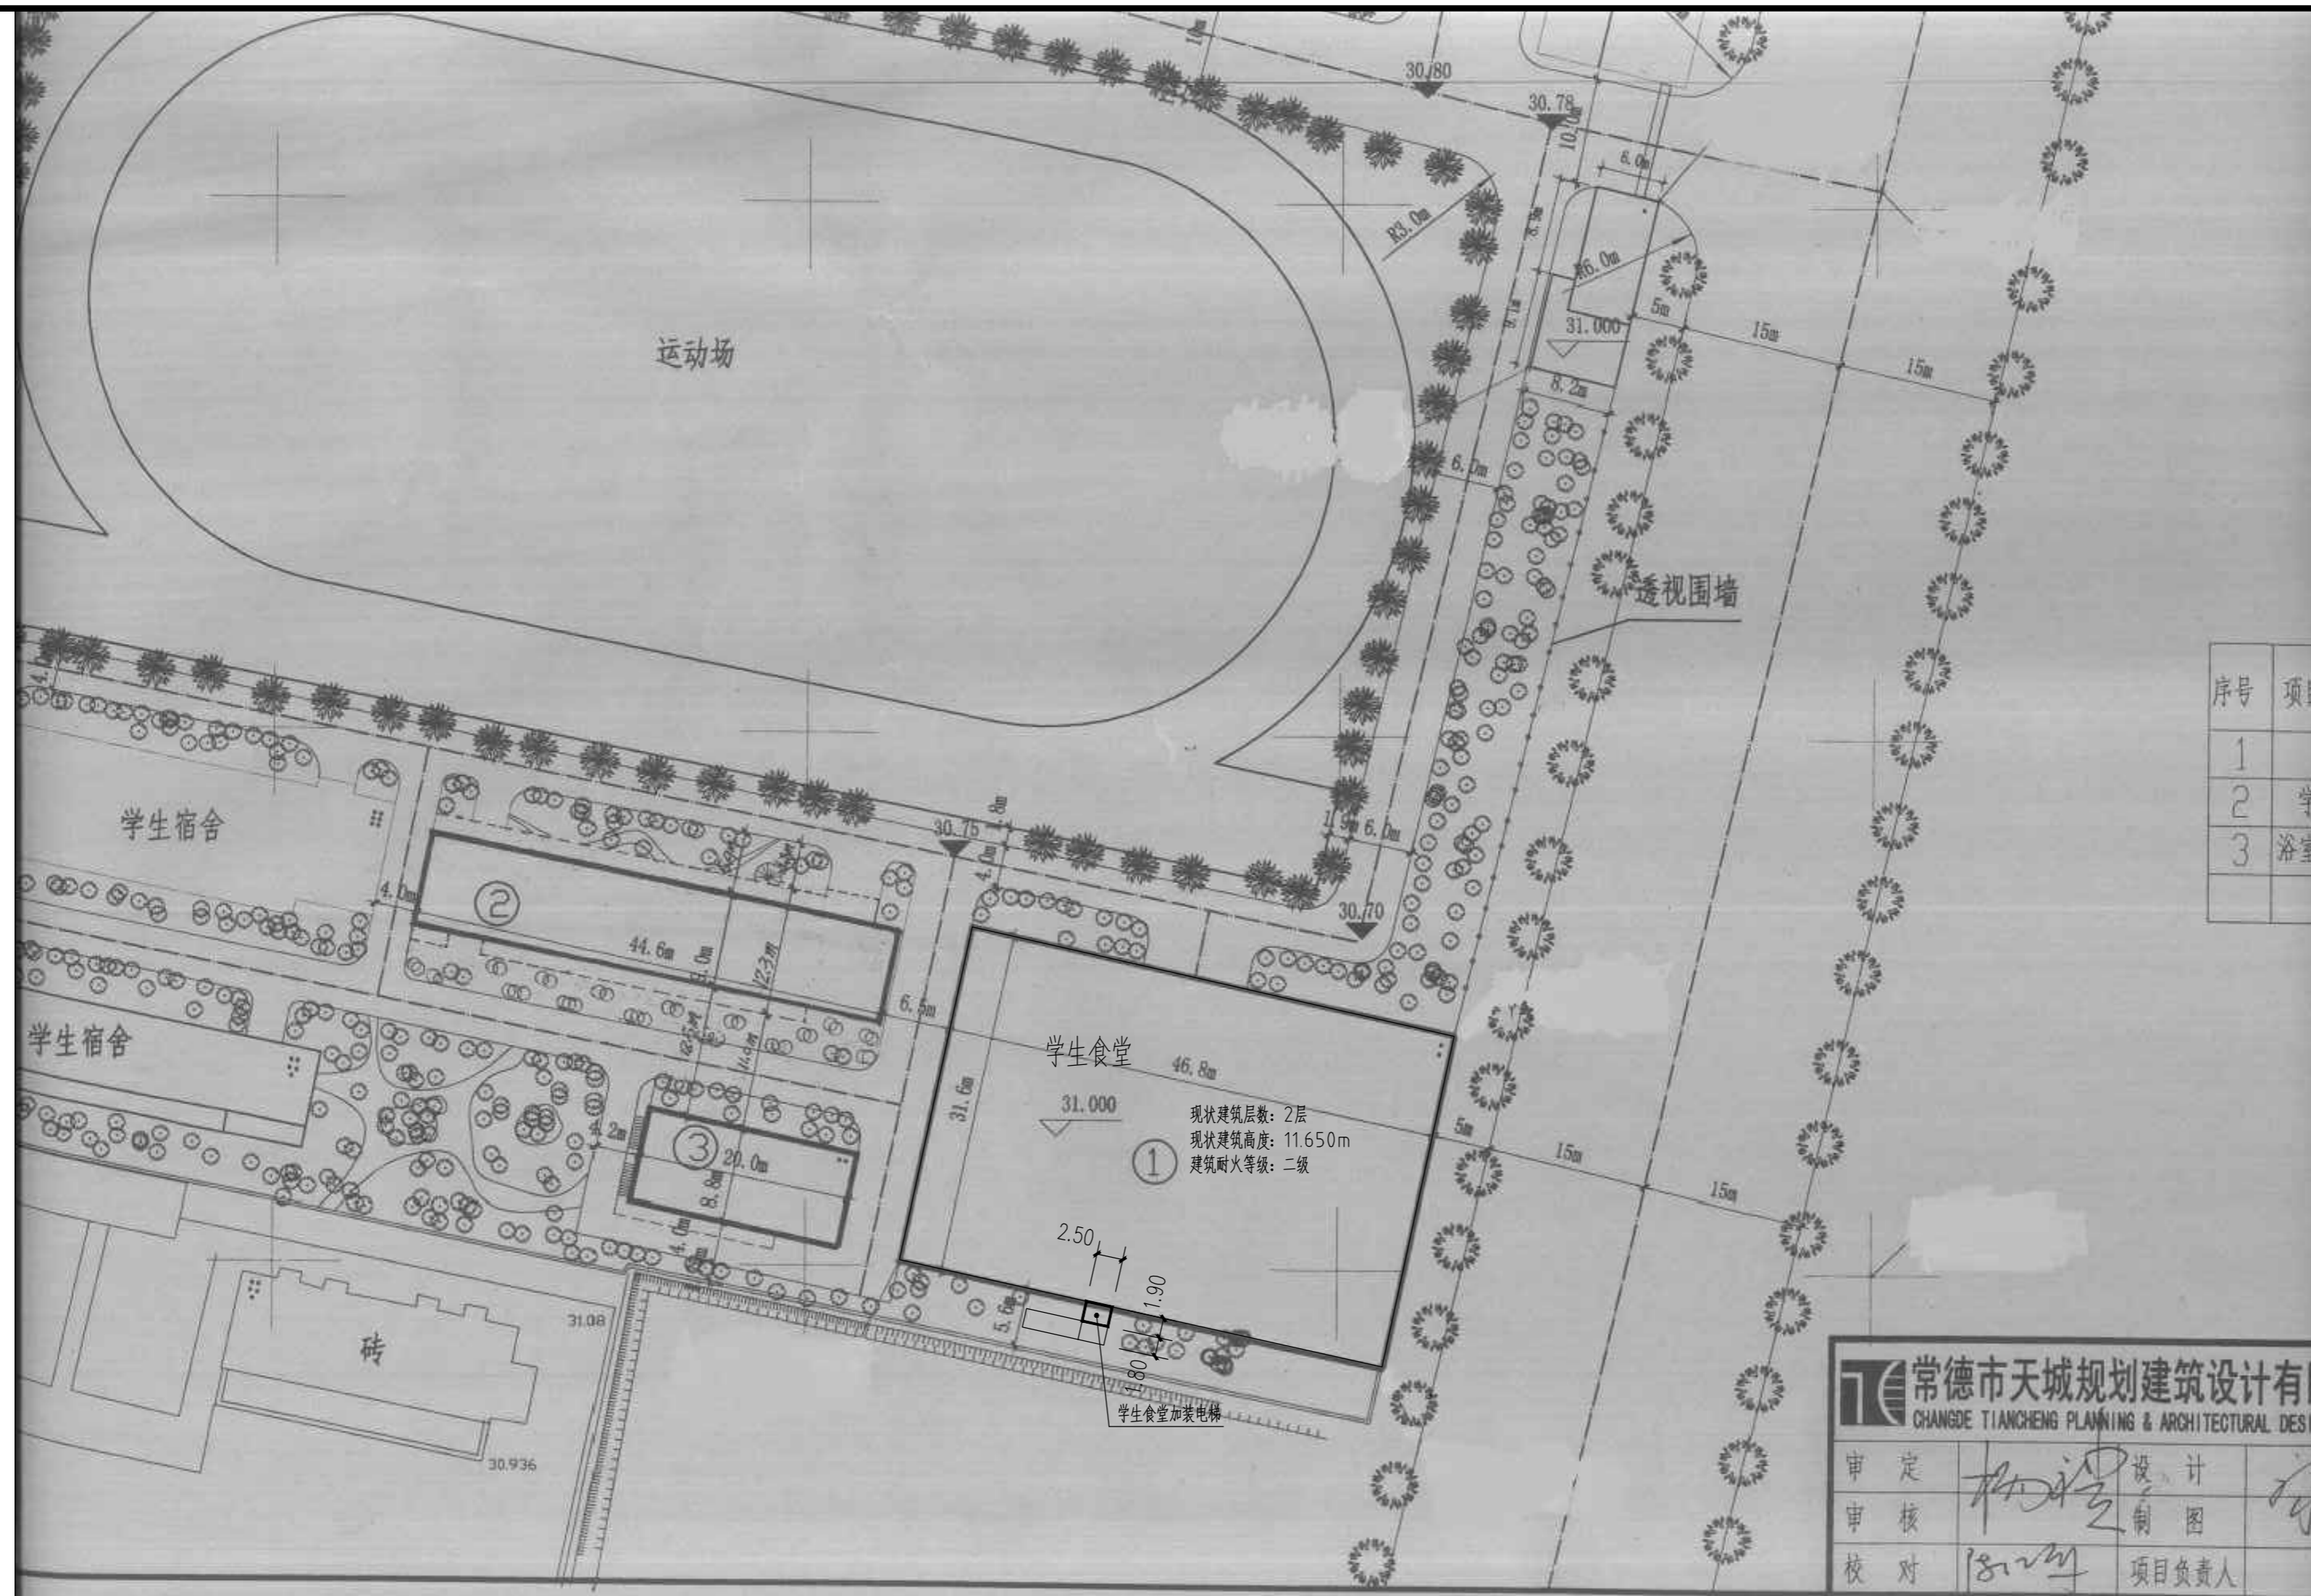 10m
30.80
30.78
10.0m
6.0m
R3.0m
R6.0m
5m
15m
15m
31.000
8.2m
运动场
6.0m
透视围墙
序号
1
2
3
4.0m
学生宿舍
30.75
1.8m
4.0m
1.9m
6.0m
30.70
4.0m
②
44.6m
12.3m
6.5m
学生宿舍
11.0m
学生食堂
46.8m
31.6m
31.000
现状建筑层数: 2层
现状建筑高度: 11.650m
建筑耐火等级: 二级
①
5m
15m
15m
③
20.0m
8.8m
4.0m
2.50
1.90
5.6m
1.80
学生食堂加装电梯
31.08
砖
30.936
常德市天城规划建筑设计有
CHANGDE TIANCHENG PLANNING & ARCHITECTURAL DES
审 定
设 计
审 核
制 图
校 对
项目负责人